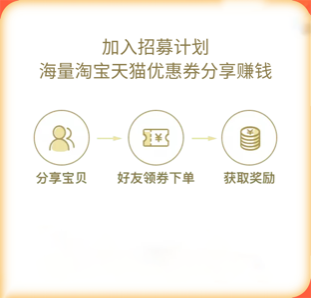 加入招募计划
海量淘宝天猫优惠券分享赚钱
¥
分享宝贝
好友领券下单
获取奖励